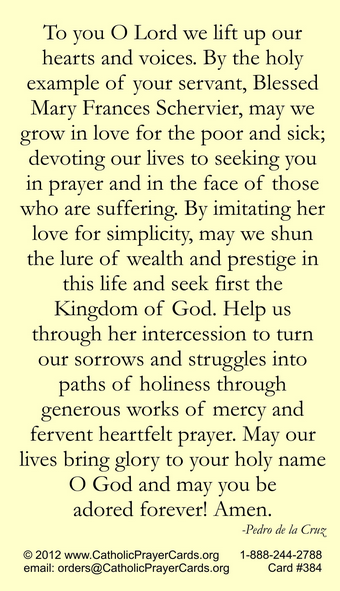 To you O Lord we lift up our
hearts and voices. By the holy
example of your servant, Blessed
Mary Frances Schervier, may we
grow in love for the poor and sick;
devoting our lives to seeking you
in prayer and in the face of those
who are suffering. By imitating her
love for simplicity, may we shun
the lure of wealth and prestige in
this life and seek first the
Kingdom of God. Help us
through her intercession to turn
our sorrows and struggles into
paths of holiness through
generous works of mercy and
fervent heartfelt prayer. May our
lives bring glory to your holy name
O God and may you be
adored forever! Amen.
-Pedro de la Cruz
© 2012 www.CatholicPrayerCards.org 1-888-244-2788
email: orders@CatholicPrayerCards.org Card #384